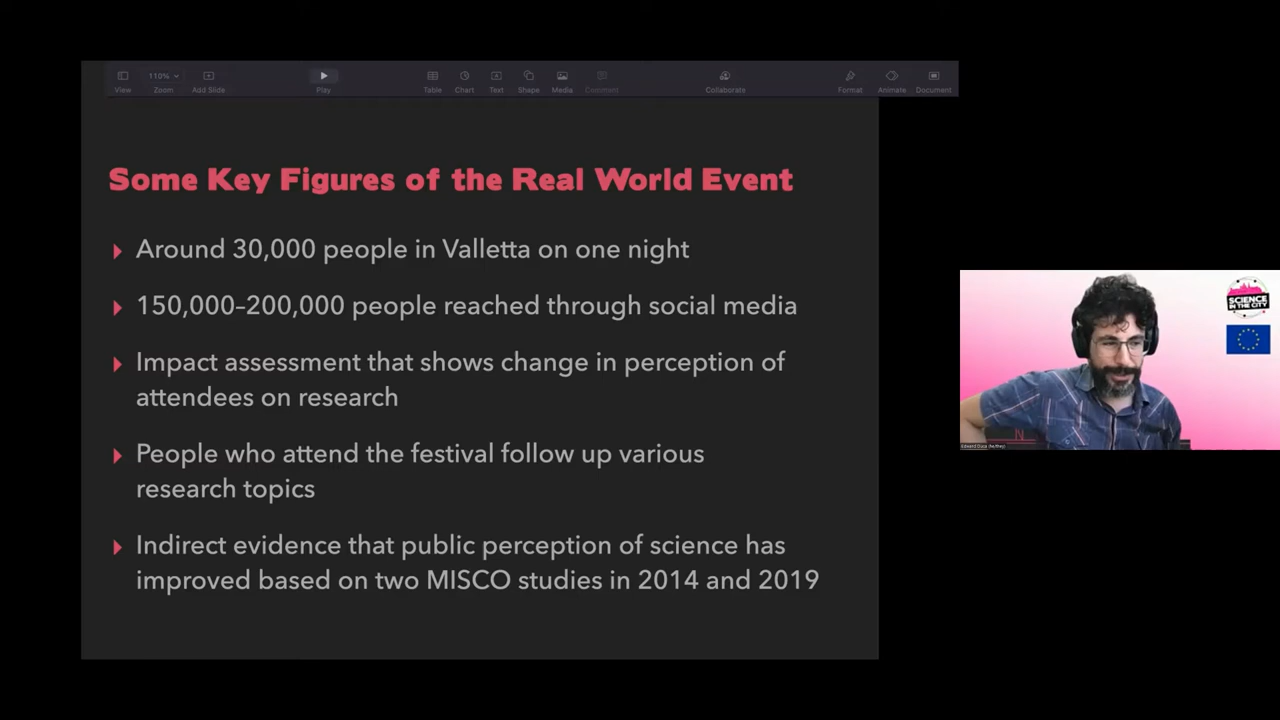 View
110%
Zoom
Add Slide
Play
Table
Chart
Text
Shape
Media
Comment
Collaborate
Format
Animate
Document
Some Key Figures of the Real World Event
Around 30,000 people in Valletta on one night
150,000–200,000 people reached through social media
Impact assessment that shows change in perception of
attendees on research
People who attend the festival follow up various
research topics
Indirect evidence that public perception of science has
improved based on two MISCO studies in 2014 and 2019
SCIENCE
IN THE CITY